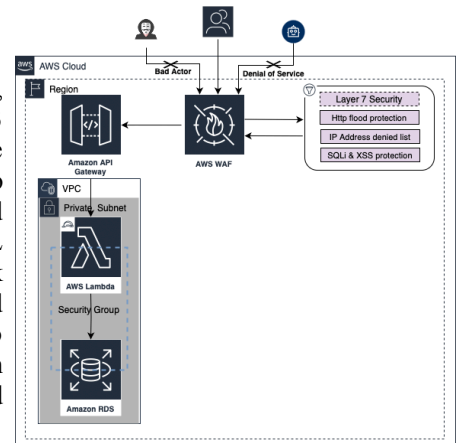 Bad Actor
Denial of Service
aws
AWS Cloud
Region
Layer 7 Security
Http flood protection
IP Address denied list
SQLi & XSS protection
Amazon API
Gateway
AWS WAF
VPC
Private Subnet
AWS Lambda
Security Group
Amazon RDS